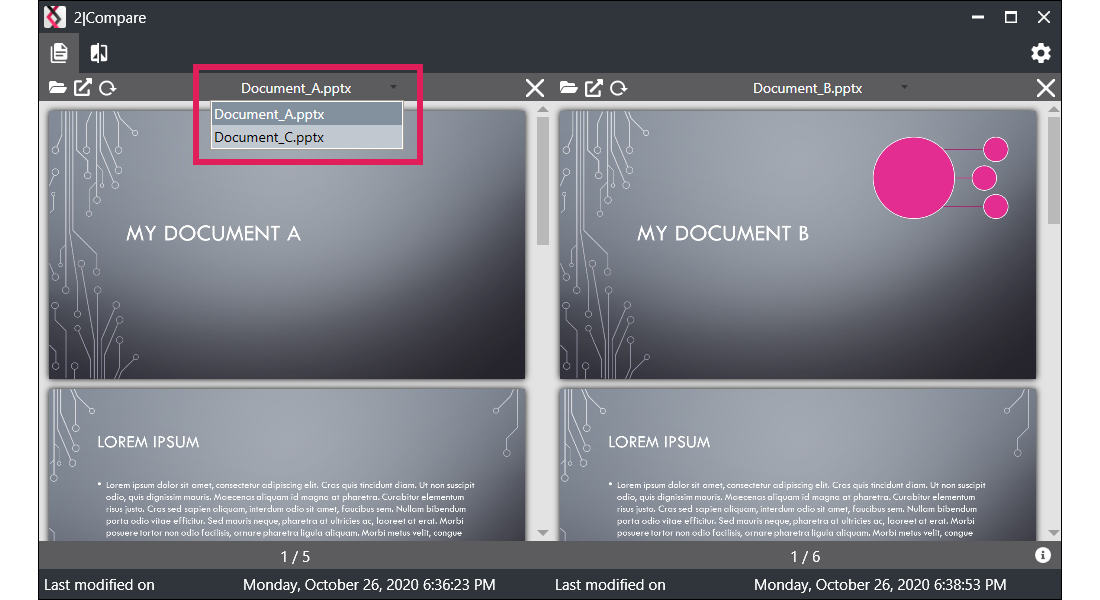 2|Compare
Document_A.pptx
Document_B.pptx
Document_A.pptx
Document_C.pptx
MY DOCUMENT A
MY DOCUMENT B
LOREM IPSUM
• Lorem ipsum dolor sit amet, consectetur adipiscing elit. Cras quis tincidunt diam. Ut non suscipit
odio, quis dignissim mauris. Maecenas aliquam id magna at pharetra. Curabitur elementum
risus justo. Cras sed sapien aliquam, interdum odio sit amet, faucibus sem. Nullam bibendum
porta odio vitae efficitur. Sed mauris neque, pharetra at ultricies ac, laoreet at erat. Morbi
posuere tortor non odio facilisis, ornare pharetra ligula aliquam. Morbi metus velit, congue
LOREM IPSUM
• Lorem ipsum dolor sit amet, consectetur adipiscing elit. Cras quis tincidunt diam. Ut non suscipit
odio, quis dignissim mauris. Maecenas aliquam id magna at pharetra. Curabitur elementum
risus justo. Cras sed sapien aliquam, interdum odio sit amet, faucibus sem. Nullam bibendum
porta odio vitae efficitur. Sed mauris neque, pharetra at ultricies ac, laoreet at erat. Morbi
posuere tortor non odio facilisis, ornare pharetra ligula aliquam. Morbi metus velit, congue
1 / 5
1 / 6
Last modified on Monday, October 26, 2020 6:36:23 PM
Last modified on Monday, October 26, 2020 6:38:53 PM